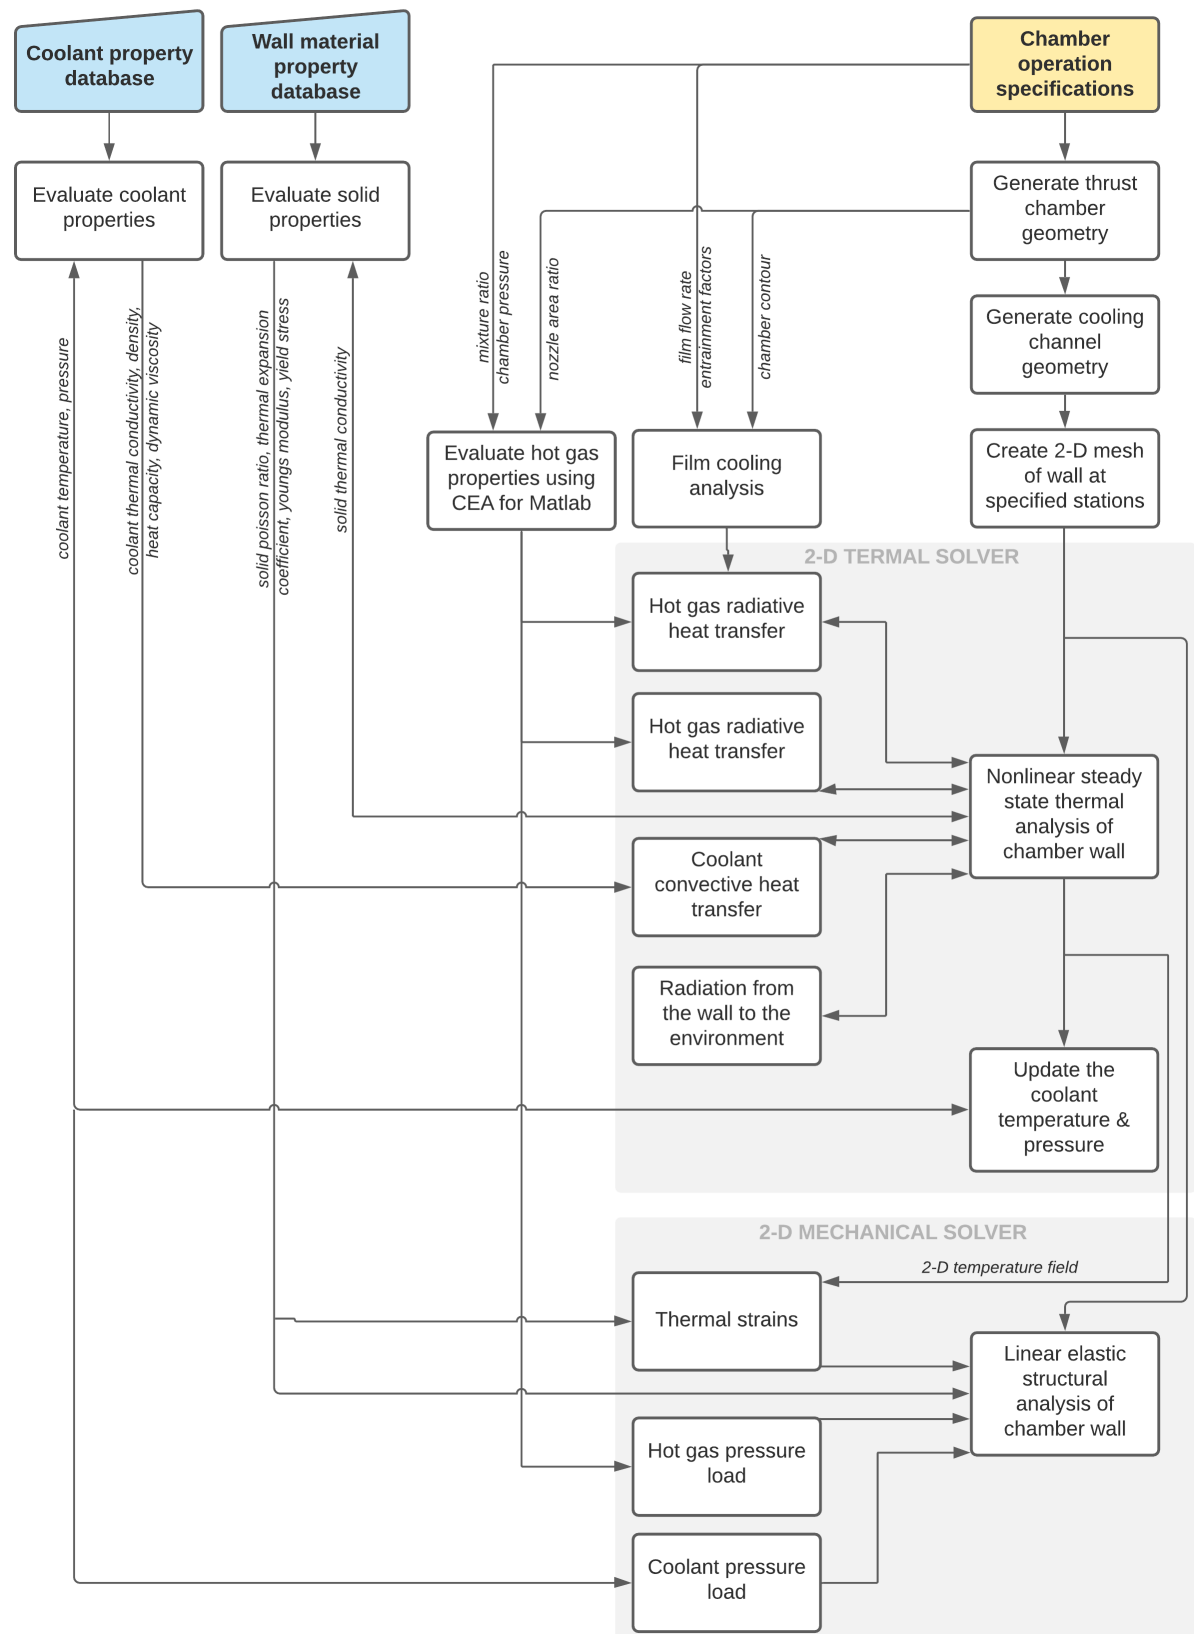 Coolant property
database
Wall material
property
database
Chamber
operation
specifications
Evaluate coolant
properties
Evaluate solid
properties
Generate thrust
chamber
geometry
Generate cooling
channel
geometry
coolant temperature, pressure
coolant thermal conductivity, density,
heat capacity, dynamic viscosity
solid poisson ratio, thermal expansion
coefficient, youngs modulus, yield stress
solid thermal conductivity
mixture ratio
chamber pressure
nozzle area ratio
film flow rate
entrainment factors
chamber contour
Evaluate hot gas
properties using
CEA for Matlab
Film cooling
analysis
Create 2-D mesh
of wall at
specified stations
2-D TERMAL SOLVER
Hot gas radiative
heat transfer
Hot gas radiative
heat transfer
Nonlinear steady
state thermal
analysis of
chamber wall
Coolant
convective heat
transfer
Radiation from
the wall to the
environment
Update the
coolant
temperature &
pressure
2-D MECHANICAL SOLVER
2-D temperature field
Thermal strains
Linear elastic
structural
analysis of
chamber wall
Hot gas pressure
load
Coolant pressure
load